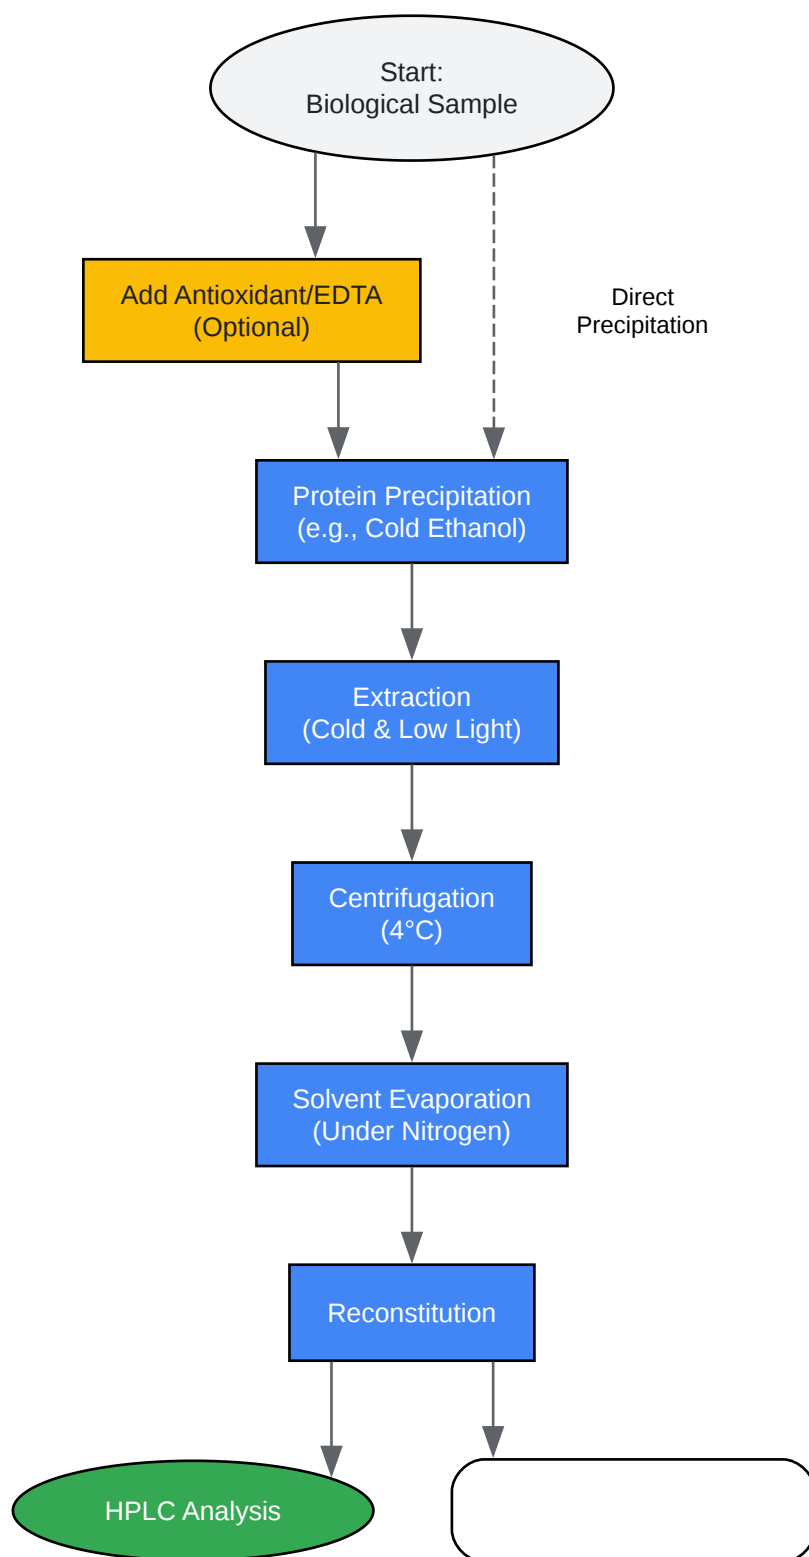 Start:
Biological Sample
Add Antioxidant/EDTA
(Optional)
Direct
Precipitation
Protein Precipitation
(e.g., Cold Ethanol)
Extraction
(Cold & Low Light)
Centrifugation
(4°C)
Solvent Evaporation
(Under Nitrogen)
Reconstitution
HPLC Analysis